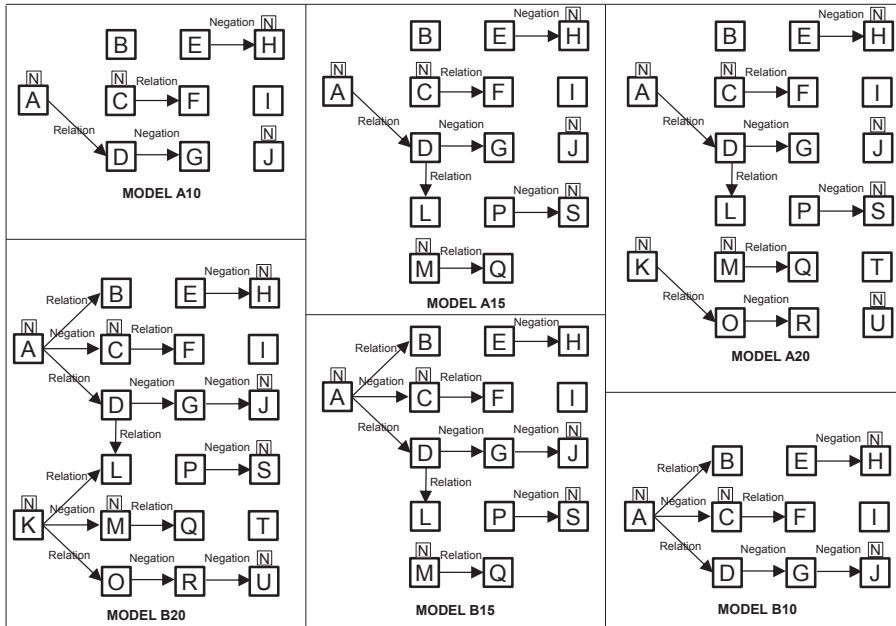 Negation N
B E H
N N Relation
A C F I
Relation Negation N
D G J
MODEL A10
Negation N
B E H
N N Relation
A C F I
Relation Negation N
D G J
Relation Negation N
L P S
N Relation
M Q
MODEL A15
Negation N
B E H
N N Relation
A C F I
Relation Negation N
D G J
Relation Negation N
L P S
N N Relation
K M Q T
Relation Negation N
O R U
MODEL A20
Negation N
B E H
Relation
N Negation N Relation
A C F I
Relation Negation Negation N
D G J
Relation Negation N
L P S
Relation
N Negation N Relation
K M Q T
Relation Negation Negation N
O R U
MODEL B20
Negation
B E H
Relation
N Negation N Relation
A C F I
Relation Negation Negation N
D G J
Relation Negation N
L P S
N Relation
M Q
MODEL B15
Negation N
B E H
Relation
N Negation N Relation
A C F I
Relation Negation Negation N
D G J
MODEL B10